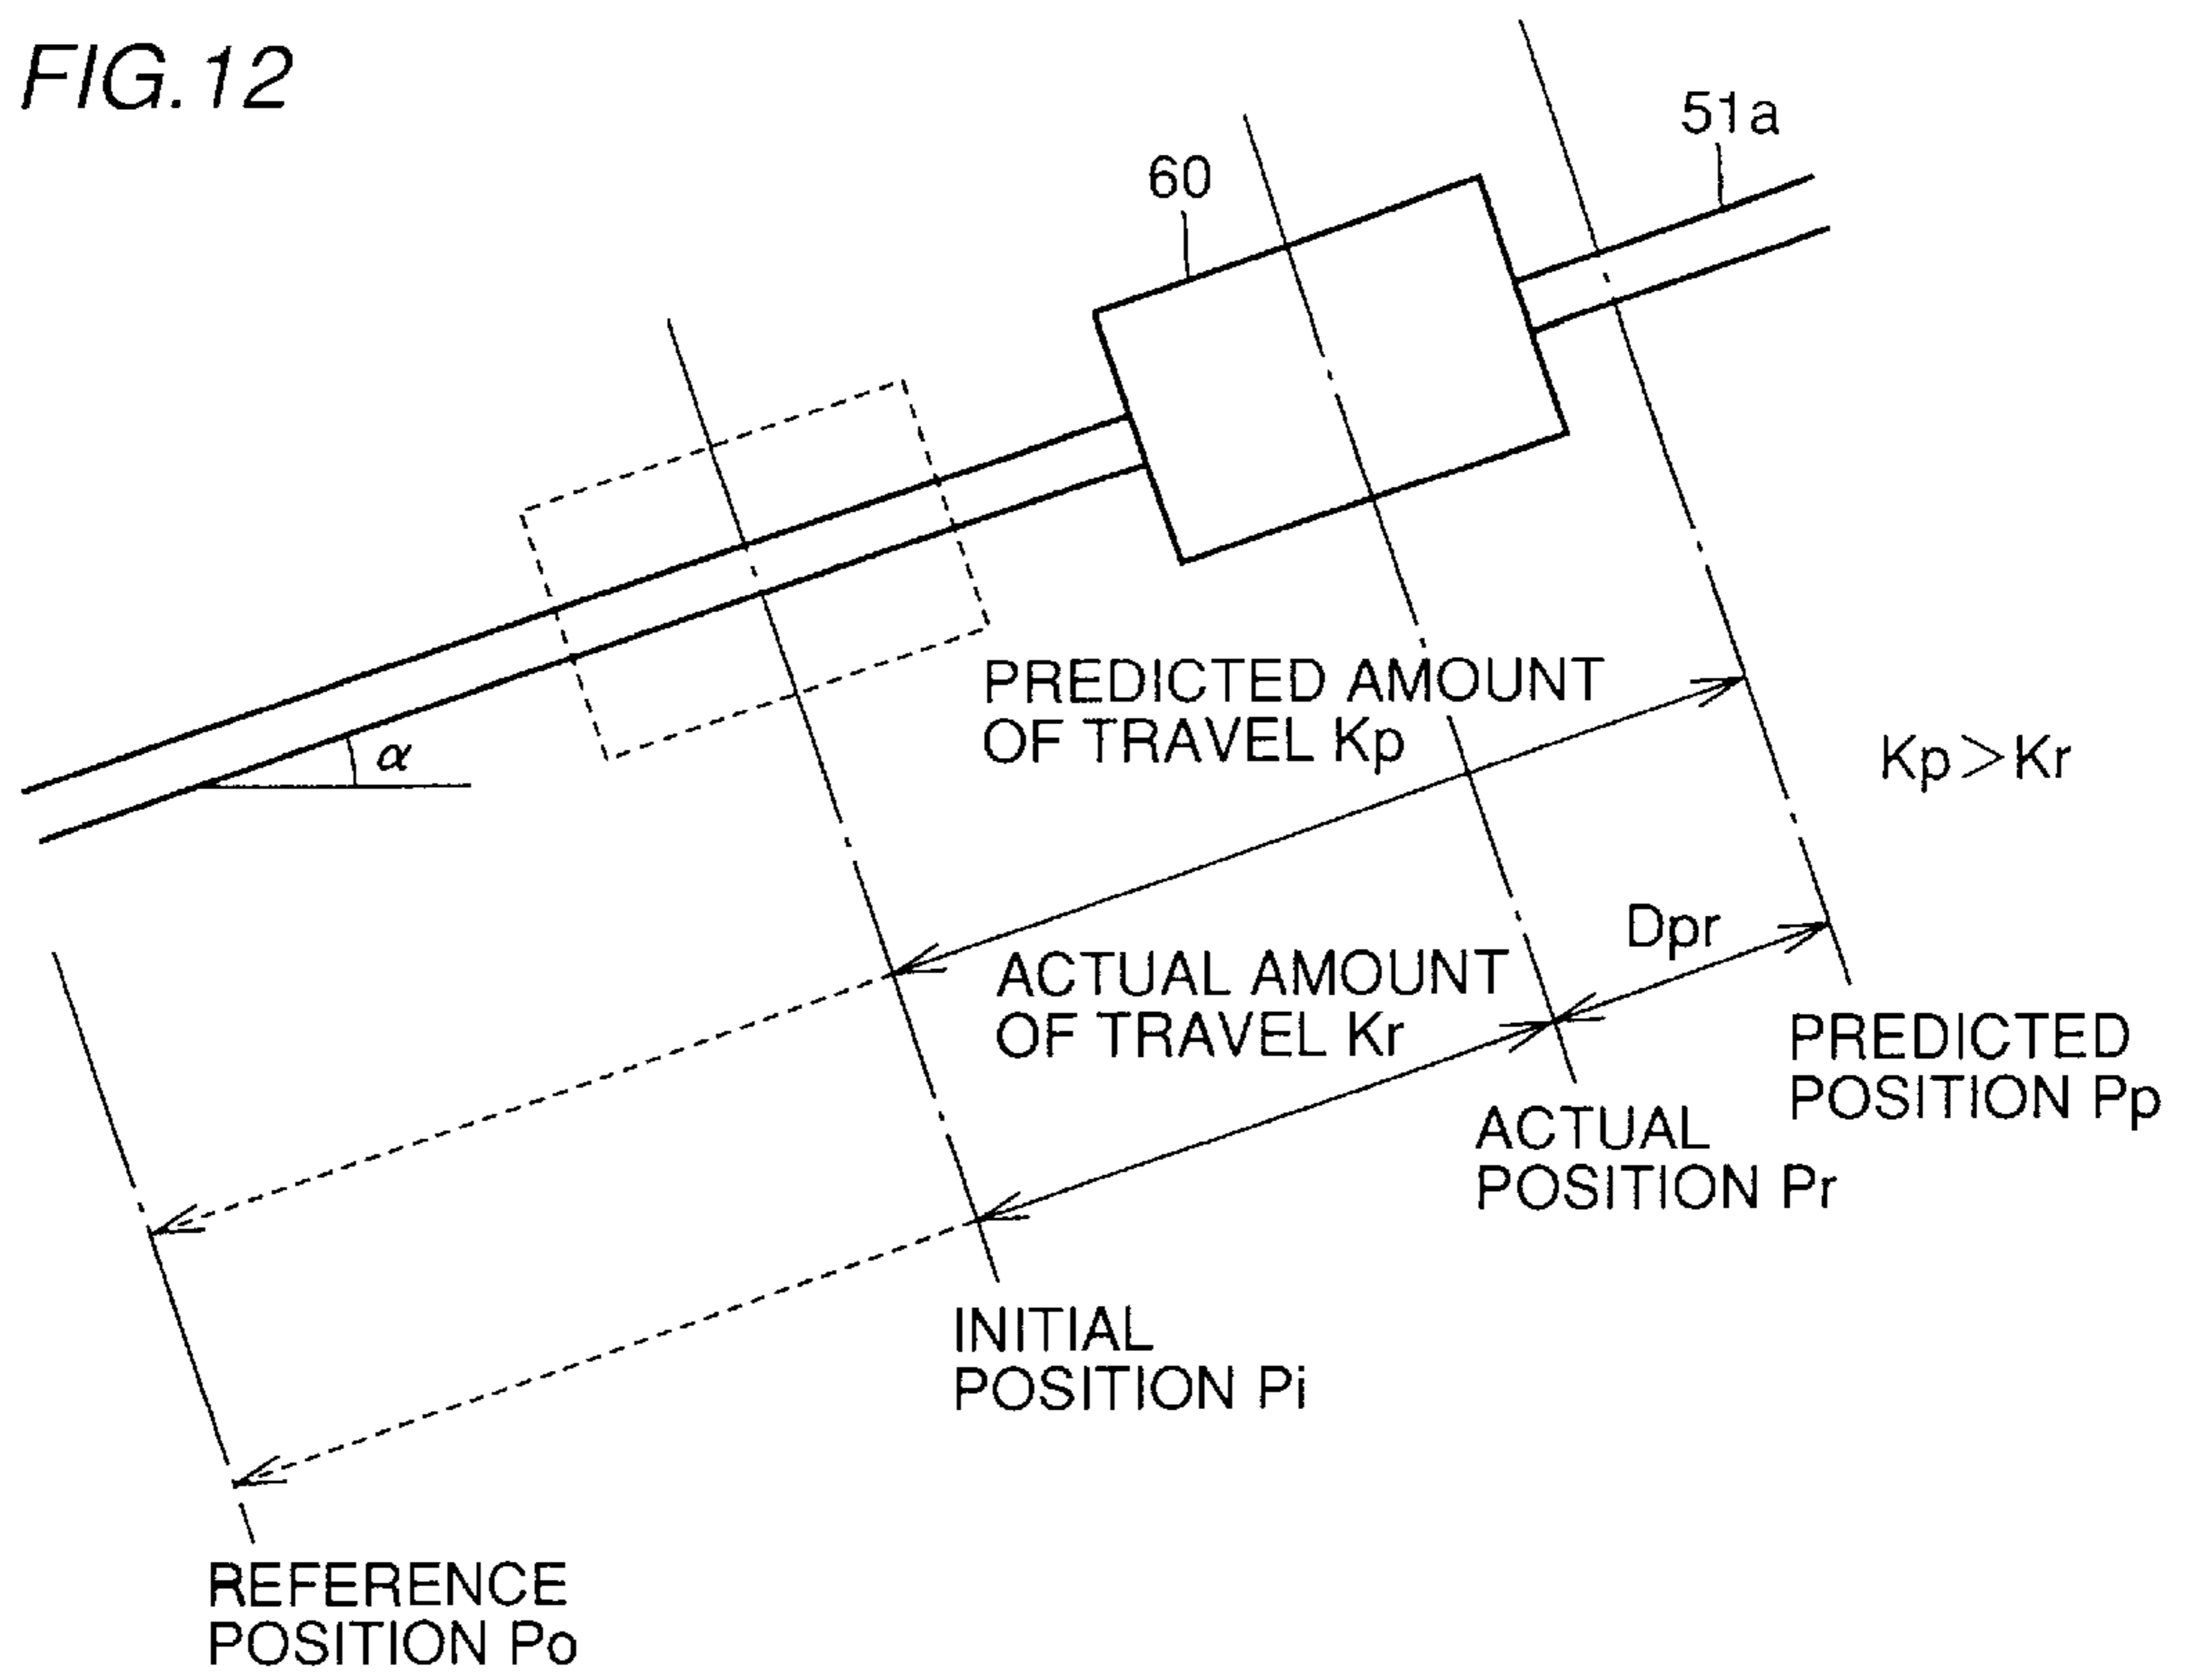 FIG.12
51a
60
PREDICTED AMOUNT
OF TRAVEL Kp
α
Kp>Kr
Dpr
ACTUAL AMOUNT
OF TRAVEL Kr
PREDICTED
POSITION Pp
ACTUAL
POSITION Pr
INITIAL
POSITION Pi
REFERENCE
POSITION Po